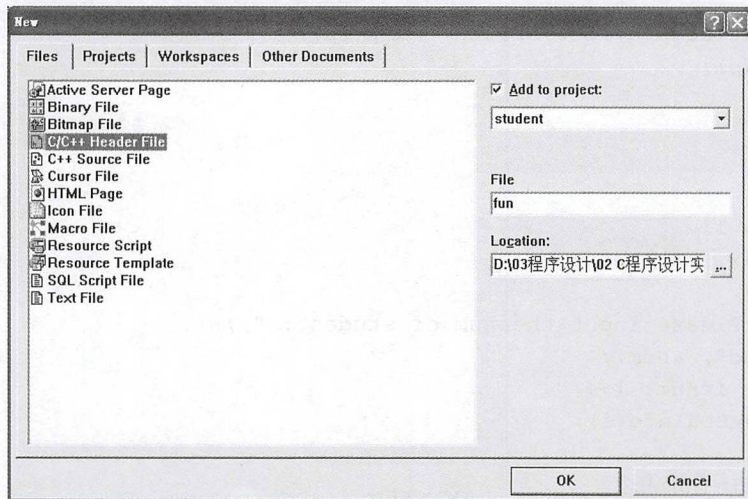 New
Files
Projects
Workspaces
Other Documents
Active Server Page
Binary File
Bitmap File
C/C++ Header File
C++ Source File
Cursor File
HTML Page
Icon File
Macro File
Resource Script
Resource Template
SQL Script File
Text File
Add to project:
student
File
fun
Location:
D:\03程序设计\02 C程序设计实
...
OK
Cancel